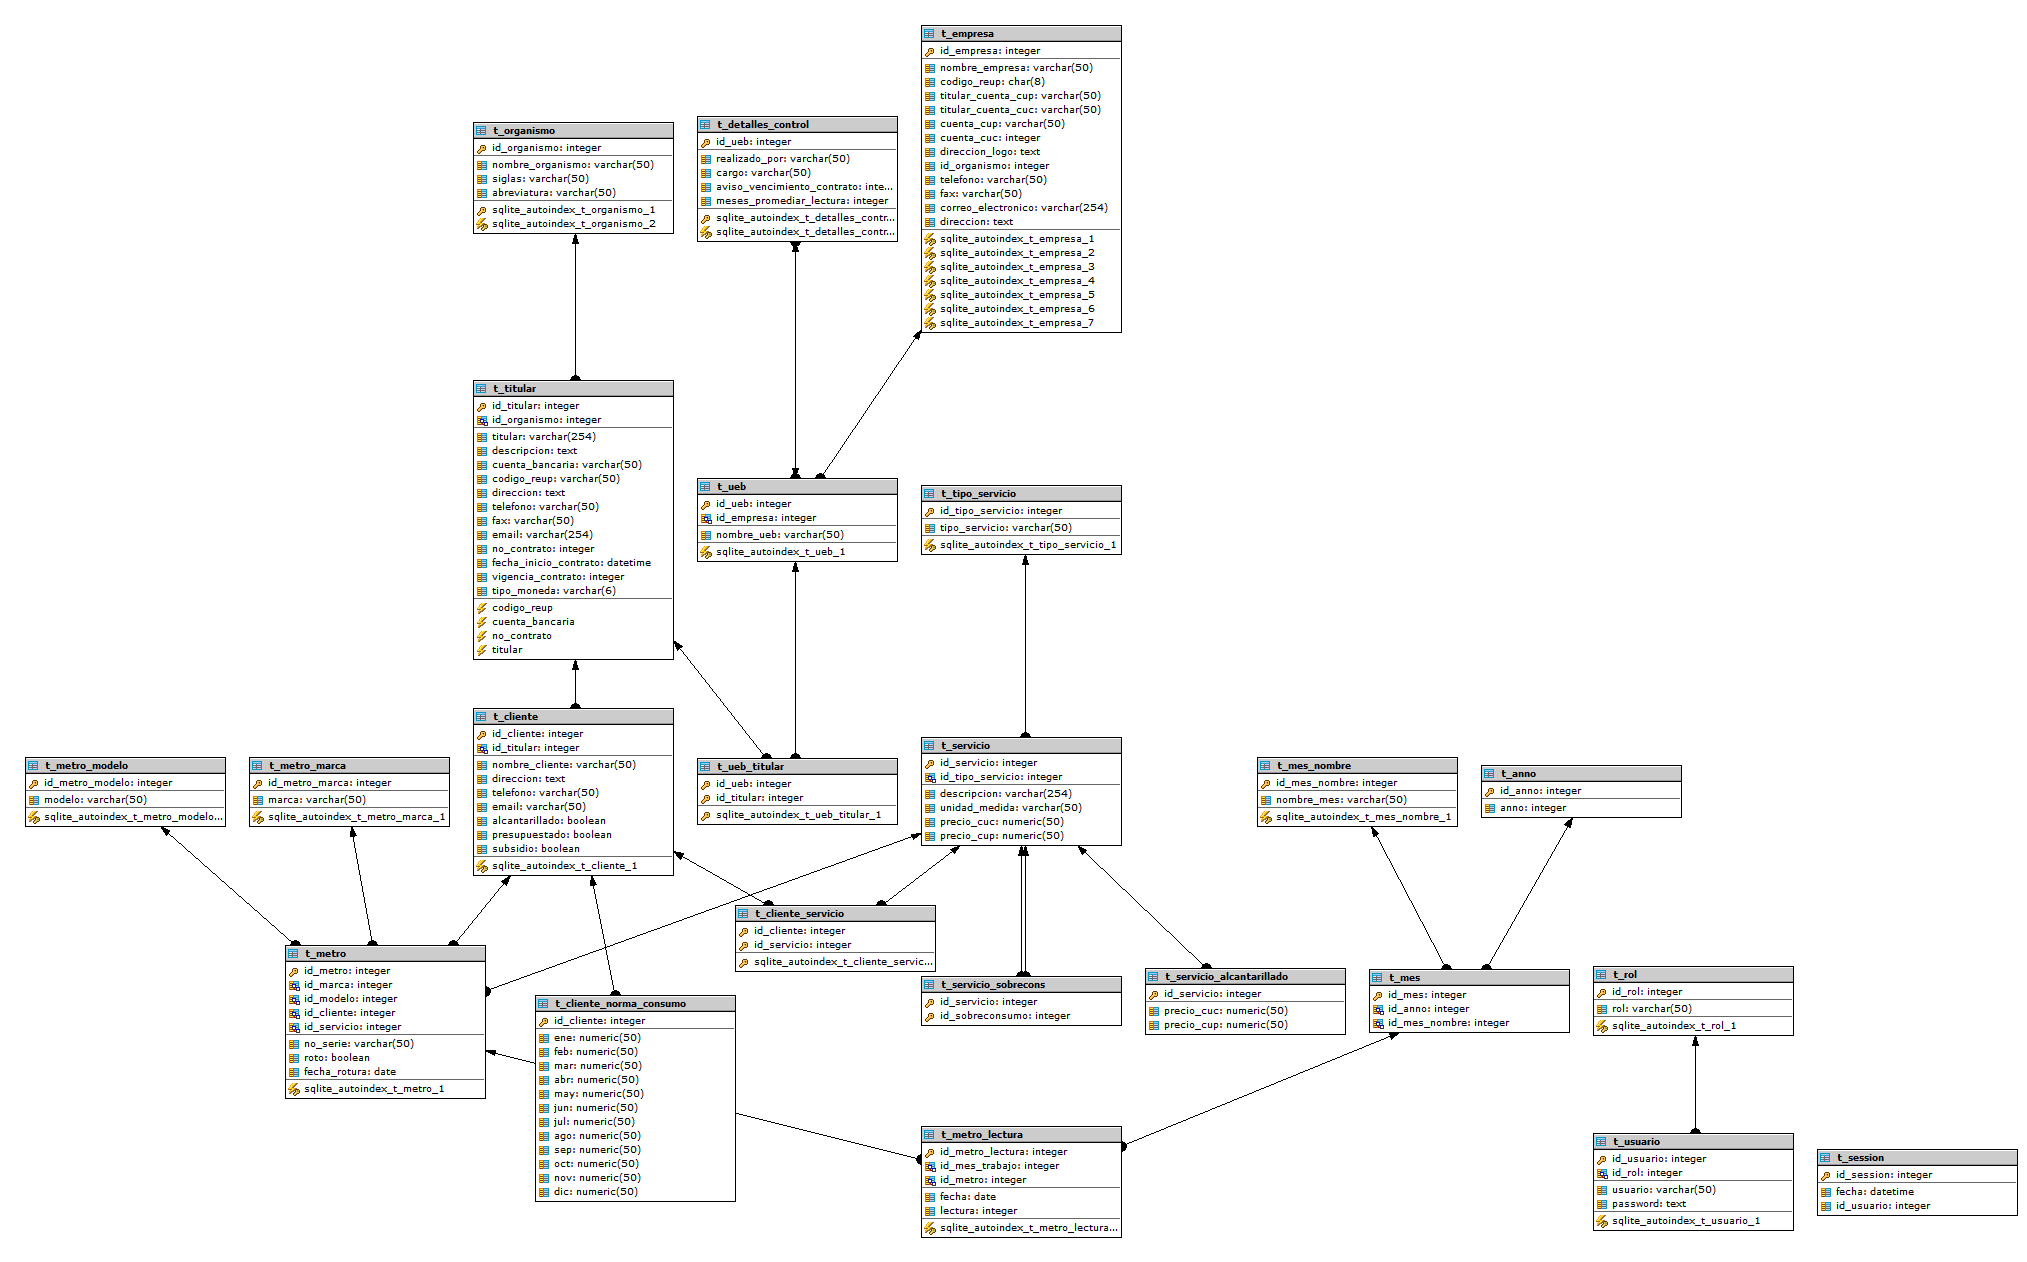 t_empresa
id_empresa: integer
nombre_empresa: varchar(50)
codigo_reup: char(8)
titular_cuenta_cup: varchar(50)
titular_cuenta_cuc: varchar(50)
cuenta_cup: varchar(50)
cuenta_cuc: integer
direccion_logo: text
id_organismo: integer
telefono: varchar(50)
fax: varchar(50)
correo_electronico: varchar(254)
direccion: text
sqlite_autoindex_t_empresa_1
sqlite_autoindex_t_empresa_2
sqlite_autoindex_t_empresa_3
sqlite_autoindex_t_empresa_4
sqlite_autoindex_t_empresa_5
sqlite_autoindex_t_empresa_6
sqlite_autoindex_t_empresa_7
t_organismo
id_organismo: integer
nombre_organismo: varchar(50)
siglas: varchar(50)
abreviatura: varchar(50)
sqlite_autoindex_t_organismo_1
sqlite_autoindex_t_organismo_2
t_detalles_control
id_ueb: integer
realizado_por: varchar(50)
cargo: varchar(50)
aviso_vencimiento_contrato: inte...
meses_promediar_lectura: integer
sqlite_autoindex_t_detalles_contr...
sqlite_autoindex_t_detalles_contr...
t_titular
id_titular: integer
id_organismo: integer
titular: varchar(254)
descripcion: text
cuenta_bancaria: varchar(50)
codigo_reup: varchar(50)
direccion: text
telefono: varchar(50)
fax: varchar(50)
email: varchar(254)
no_contrato: integer
fecha_inicio_contrato: datetime
vigencia_contrato: integer
tipo_moneda: varchar(6)
codigo_reup
cuenta_bancaria
no_contrato
titular
t_ueb
id_ueb: integer
id_empresa: integer
nombre_ueb: varchar(50)
sqlite_autoindex_t_ueb_1
t_tipo_servicio
id_tipo_servicio: integer
tipo_servicio: varchar(50)
sqlite_autoindex_t_tipo_servicio_1
t_metro_modelo
id_metro_modelo: integer
modelo: varchar(50)
sqlite_autoindex_t_metro_modelo...
t_metro_marca
id_metro_marca: integer
marca: varchar(50)
sqlite_autoindex_t_metro_marca_1
t_cliente
id_cliente: integer
id_titular: integer
nombre_cliente: varchar(50)
direccion: text
telefono: varchar(50)
email: varchar(50)
alcantarillado: boolean
presupuestado: boolean
subsidio: boolean
sqlite_autoindex_t_cliente_1
t_ueb_titular
id_ueb: integer
id_titular: integer
sqlite_autoindex_t_ueb_titular_1
t_servicio
id_servicio: integer
id_tipo_servicio: integer
descripcion: varchar(254)
unidad_medida: varchar(50)
precio_cuc: numeric(50)
precio_cup: numeric(50)
t_mes_nombre
id_mes_nombre: integer
nombre_mes: varchar(50)
sqlite_autoindex_t_mes_nombre_1
t_anno
id_anno: integer
anno: integer
t_metro
id_metro: integer
id_marca: integer
id_modelo: integer
id_cliente: integer
id_servicio: integer
no_serie: varchar(50)
roto: boolean
fecha_rotura: date
sqlite_autoindex_t_metro_1
t_cliente_norma_consumo
id_cliente: integer
ene: numeric(50)
feb: numeric(50)
mar: numeric(50)
abr: numeric(50)
may: numeric(50)
jun: numeric(50)
jul: numeric(50)
ago: numeric(50)
sep: numeric(50)
oct: numeric(50)
nov: numeric(50)
dic: numeric(50)
t_cliente_servicio
id_cliente: integer
id_servicio: integer
sqlite_autoindex_t_cliente_servic...
t_servicio_sobrecons
id_servicio: integer
id_sobreconsumo: integer
t_servicio_alcantarillado
id_servicio: integer
precio_cuc: numeric(50)
precio_cup: numeric(50)
t_mes
id_mes: integer
id_anno: integer
id_mes_nombre: integer
t_rol
id_rol: integer
rol: varchar(50)
sqlite_autoindex_t_rol_1
t_metro_lectura
id_metro_lectura: integer
id_mes_trabajo: integer
id_metro: integer
fecha: date
lectura: integer
sqlite_autoindex_t_metro_lectura...
t_usuario
id_usuario: integer
id_rol: integer
usuario: varchar(50)
password: text
sqlite_autoindex_t_usuario_1
t_session
id_session: integer
fecha: datetime
id_usuario: integer